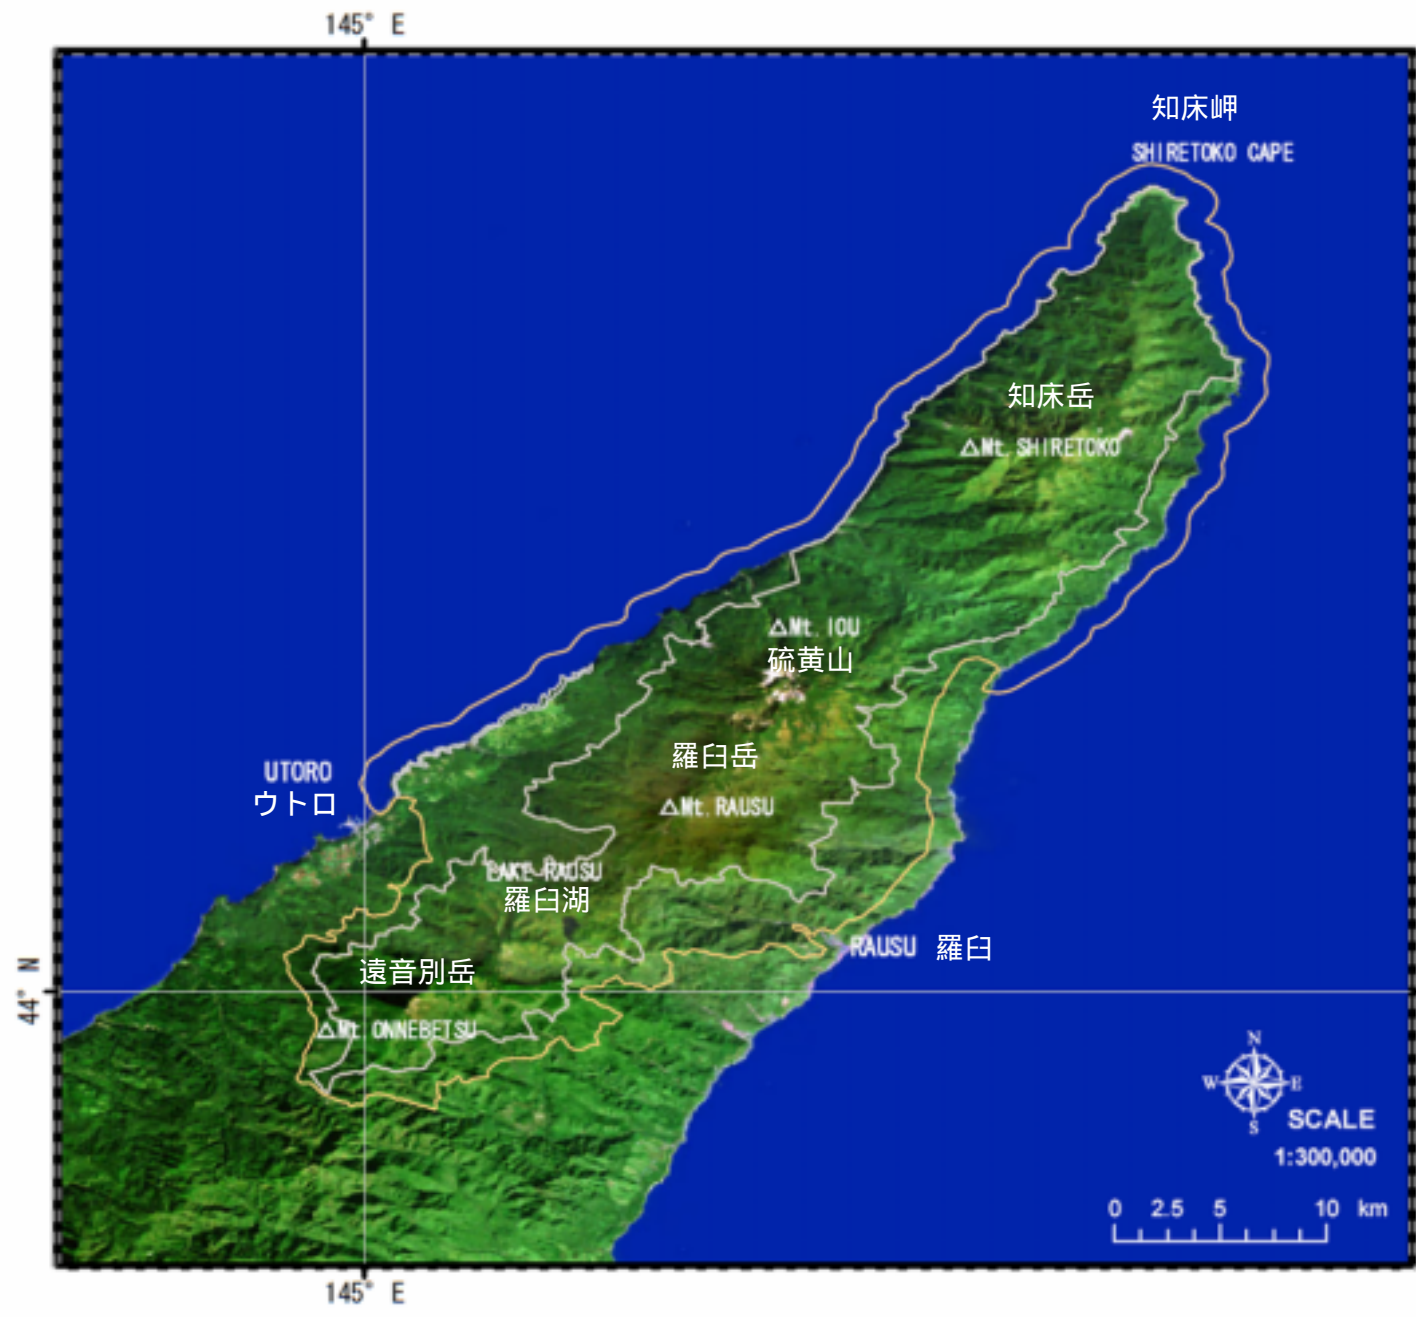 145° E
知床岬
SHIRETOKO CAPE
知床岳
△Mt. SHIRETOKO
△Mt. IOU
硫黄山
羅臼岳
△Mt. RAUSU
UTORO
ウトロ
LAKE RAUSU
羅臼湖
RAUSU 羅臼
遠音別岳
44° N
△Mt. ONNEBETSU
N
W E
S
SCALE
1:300,000
0 2.5 5 10 km
145° E